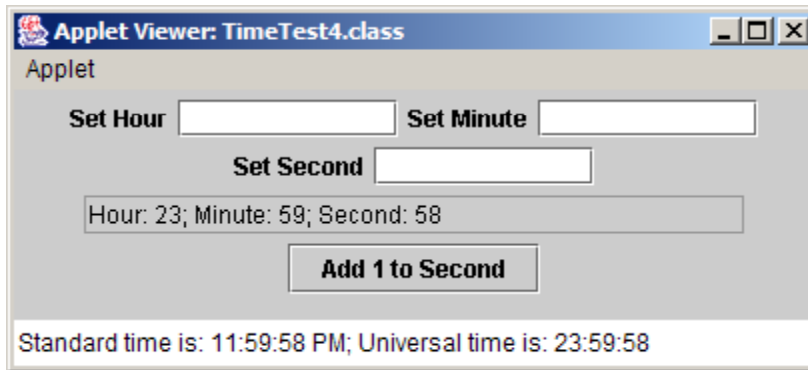 Applet Viewer: TimeTest4.class
Applet
Set Hour Set Minute
Set Second
Hour: 23; Minute: 59; Second: 58
Add 1 to Second
Standard time is: 11:59:58 PM; Universal time is: 23:59:58